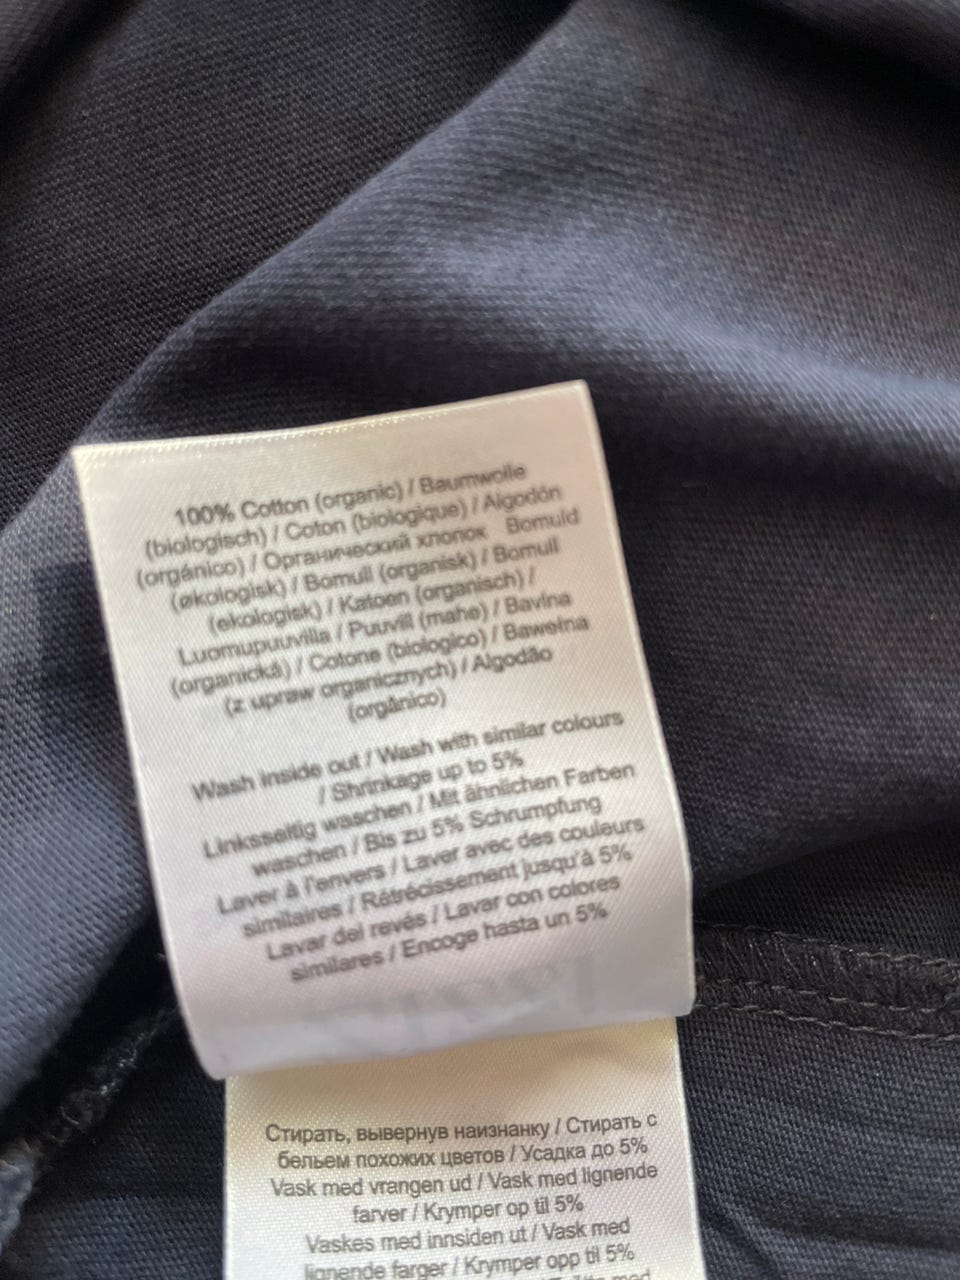 100% Cotton (organic) / Baumwolle
(biologisch) / Coton (biologique) / Algodón
(orgánico) / Органический хлопок Bomuld
(økologisk) / Bomull (organisk) / Bomull
(ekologisk) / Katoen (organisch) /
Luomupuuvilla / Puuvill (mahe) / Bavlna
(organická) / Cotone (biologico) / Bawełna
(z upraw organicznych) / Algodão
(orgânico)
Wash inside out / Wash with similar colours
/ Shrinkage up to 5%
Linksseitig waschen / Mit ähnlichen Farben
waschen / Bis zu 5% Schrumpfung
Laver à l'envers / Laver avec des couleurs
similaires / Rétrécissement jusqu'à 5%
Lavar del revés / Lavar con colores
similares / Encoge hasta un 5%
Стирать, вывернув наизнанку / Стирать с
бельем похожих цветов / Усадка до 5%
Vask med vrangen ud / Vask med lignende
farver / Krymper op til 5%
Vaskes med innsiden ut / Vask med
lignende farger / Krymper opp til 5%